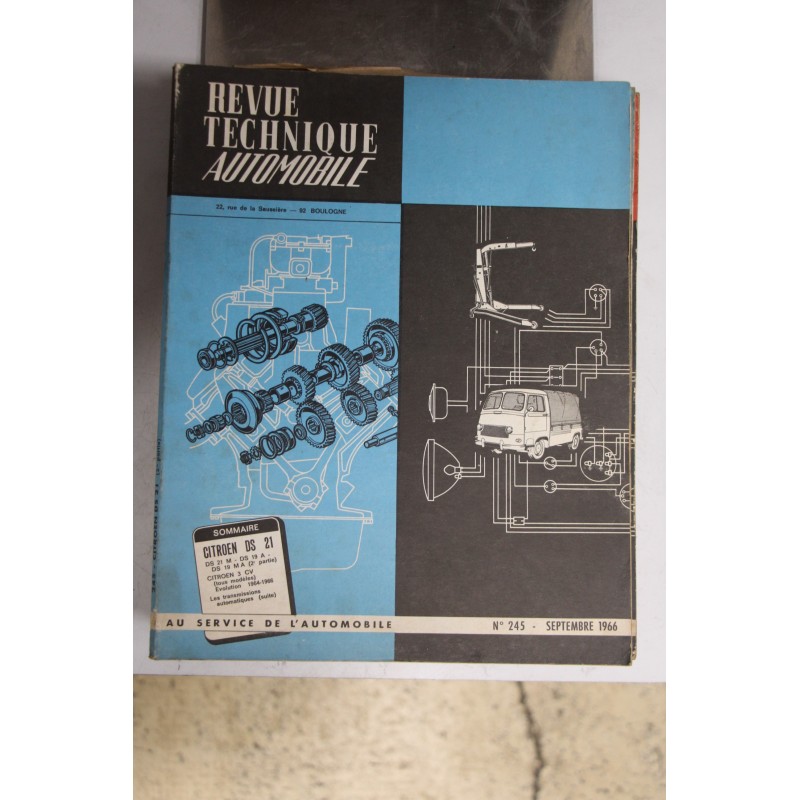 REVUE
TECHNIQUE
AUTOMOBILE
22, rue de la Saussière — 92 BOULOGNE
SOMMAIRE
CITROEN DS 21
DS 21 M - DS 19 A -
DS 19 M A (2e partie)
CITROEN 3 CV
(tous modèles)
Evolution 1964-1966
Les transmissions
automatiques (suite)
AU SERVICE DE L'AUTOMOBILE
N° 245 - SEPTEMBRE 1966